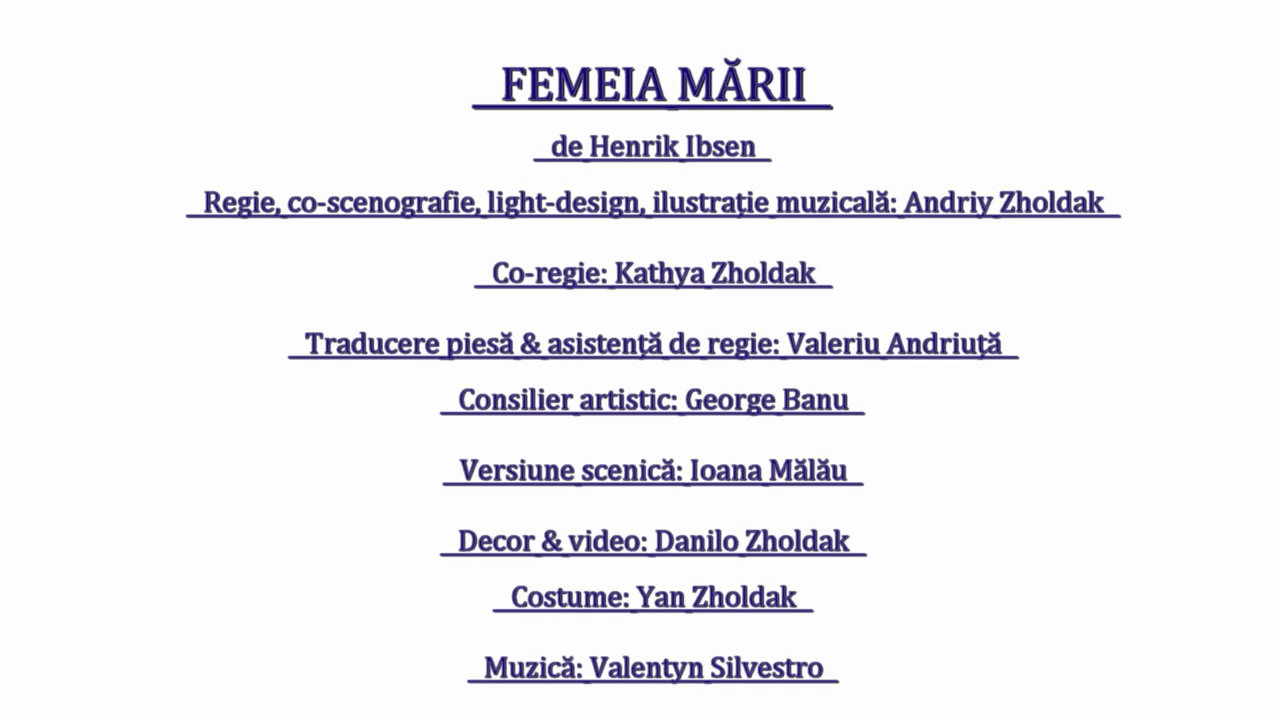 FEMEIA MĂRII
de Henrik Ibsen
Regie, co-scenografie, light-design, ilustrație muzicală: Andriy Zholdak
Co-regie: Kathya Zholdak
Traducere piesă & asistență de regie: Valeriu Andriuță
Consilier artistic: George Banu
Versiune scenică: Ioana Mălău
Decor & video: Danilo Zholdak
Costume: Yan Zholdak
Muzică: Valentyn Silvestro